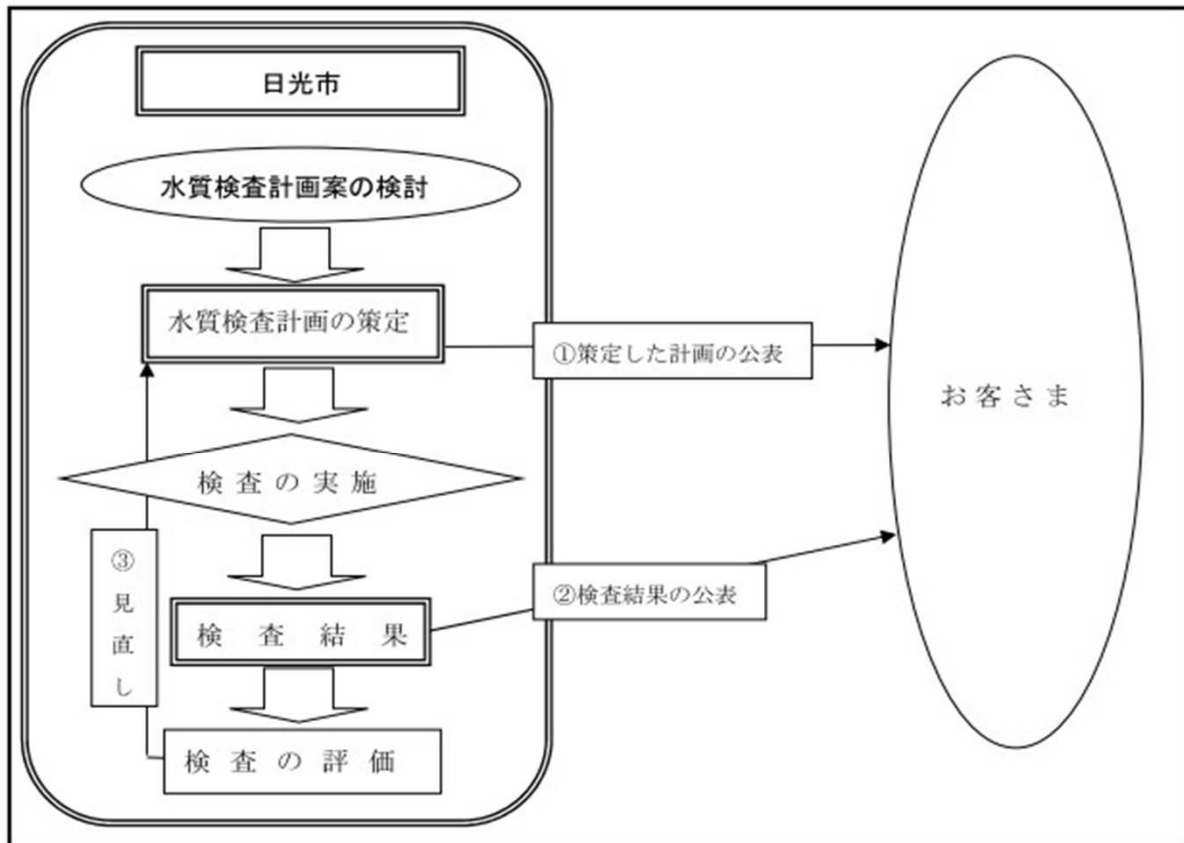 日光市
水質検査計画案の検討
水質検査計画の策定
①策定した計画の公表
お客さま
検査の実施
③見直し
②検査結果の公表
検査結果
検査の評価